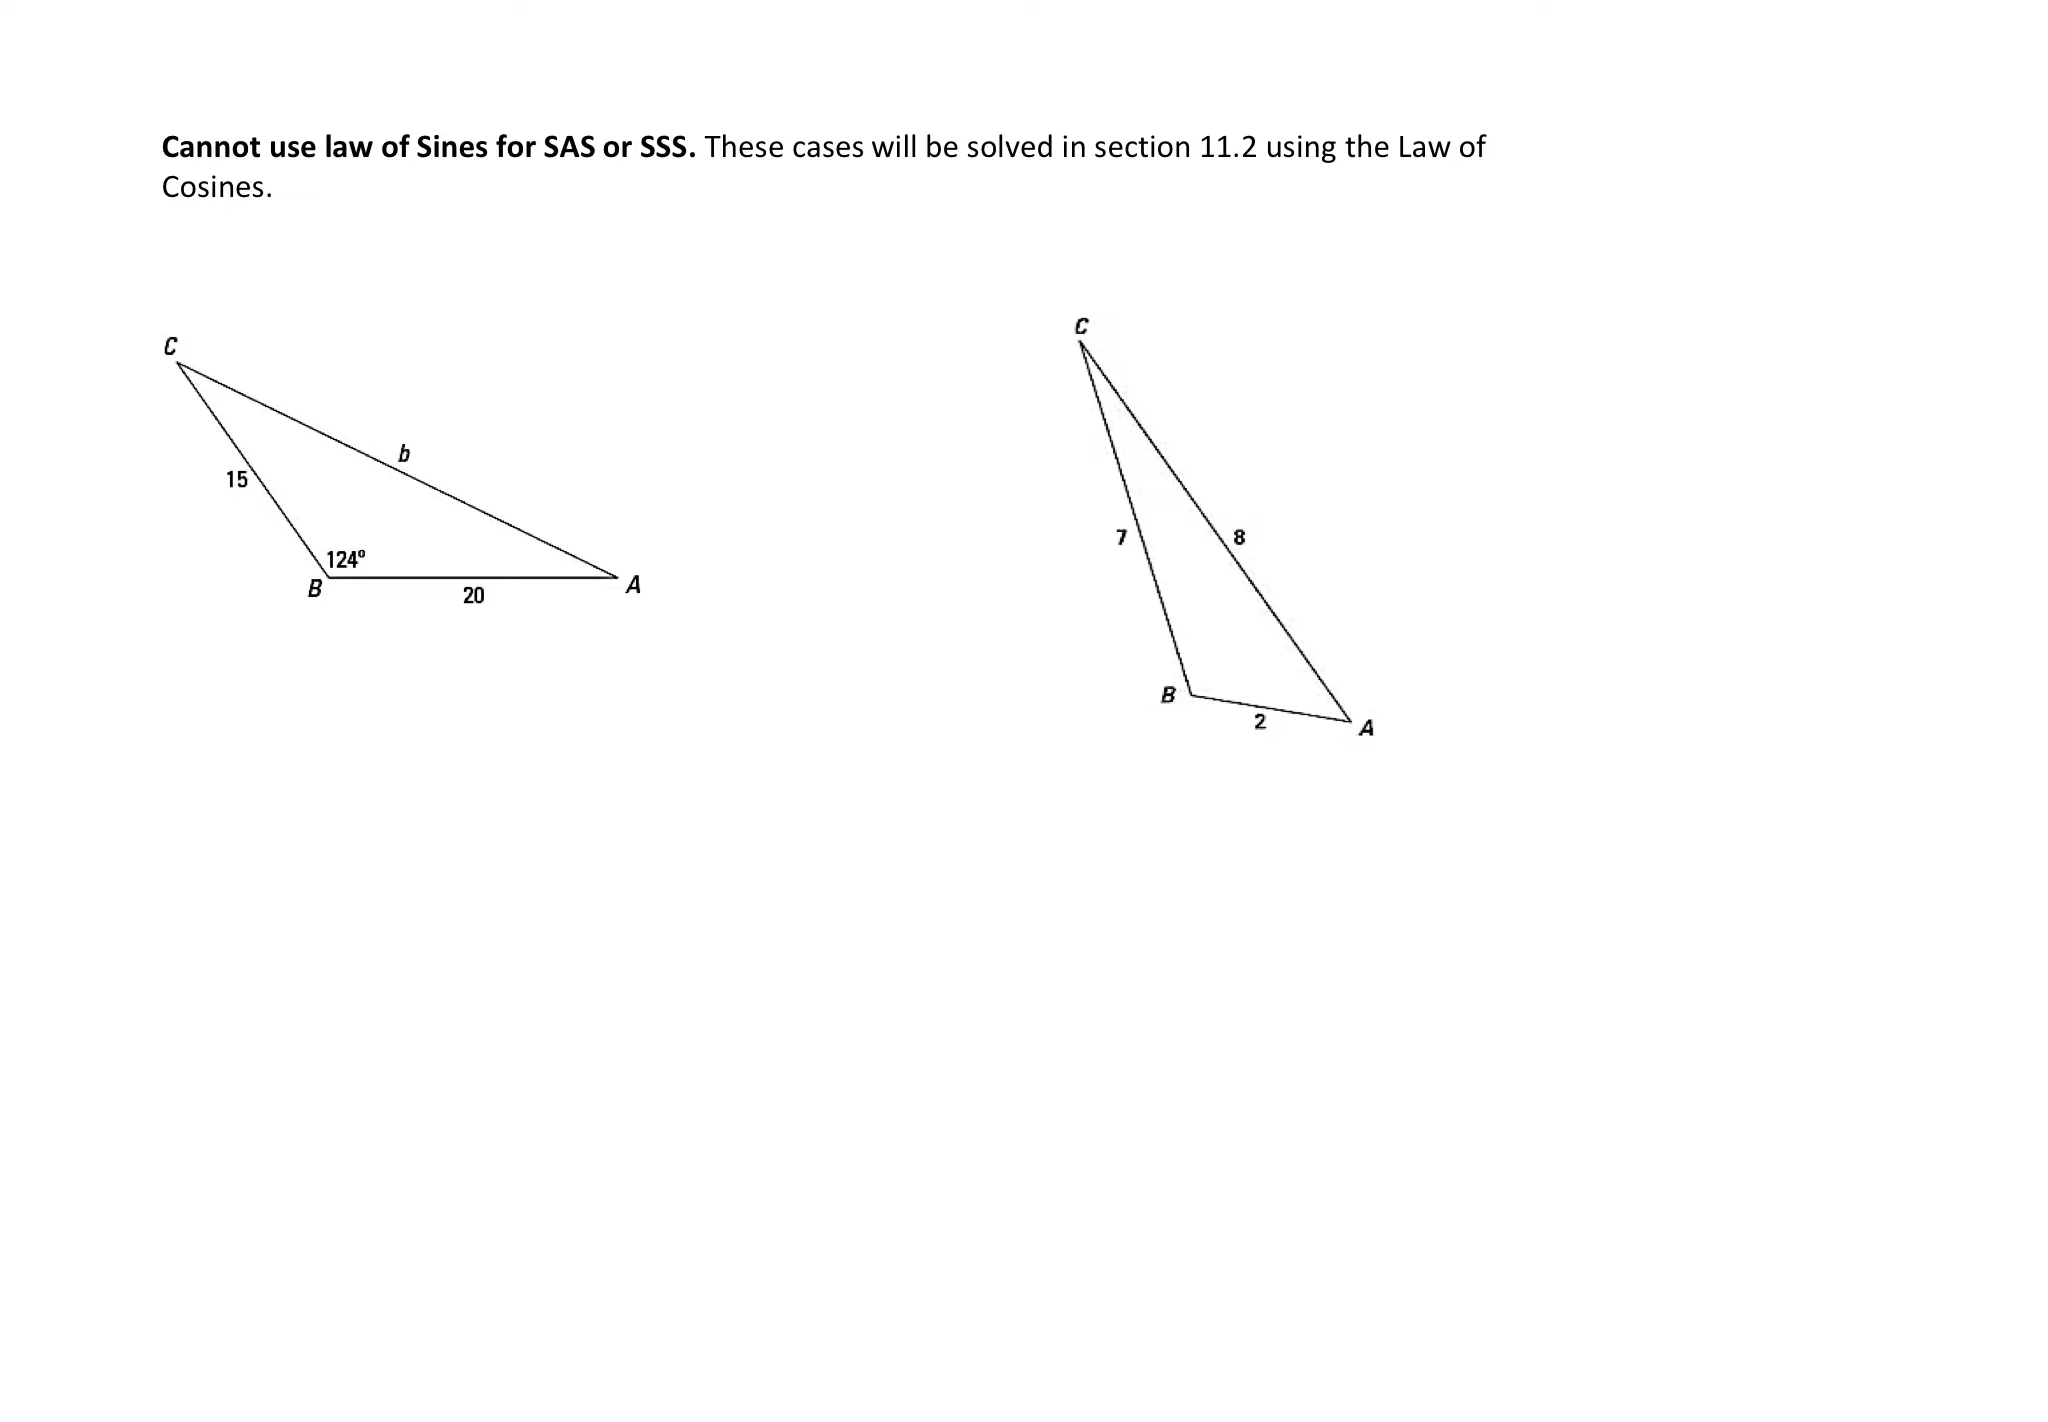 Cannot use law of Sines for SAS or SSS. These cases will be solved in section 11.2 using the Law of
Cosines.
C
b
15
124°
B
20
A
C
7
8
B
2
A